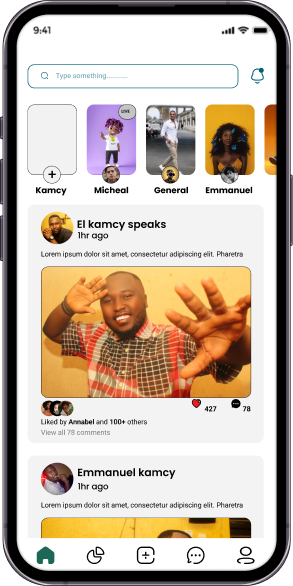 9:41
Type something............
LIVE
Kamcy
Micheal
General
Emmanuel
El kamcy speaks
1hr ago
Lorem ipsum dolor sit amet, consectetur adipiscing elit. Pharetra
427
78
Liked by Annabel and 100+ others
View all 78 comments
Emmanuel kamcy
1hr ago
Lorem ipsum dolor sit amet, consectetur adipiscing elit. Pharetra